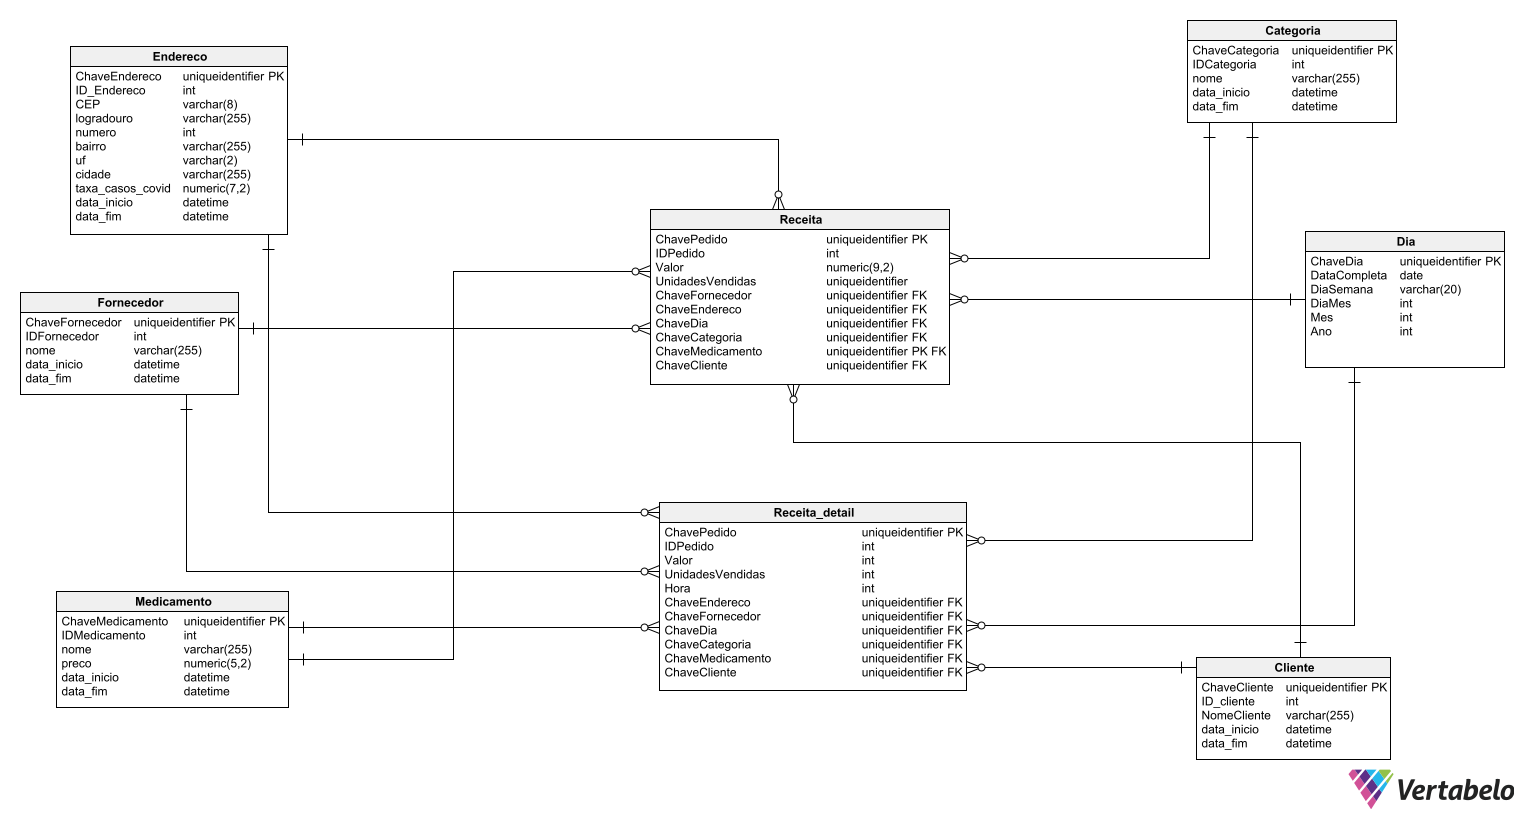 Endereco
ChaveEndereco uniqueidentifier PK
ID_Endereco int
CEP varchar(8)
logradouro varchar(255)
numero int
bairro varchar(255)
uf varchar(2)
cidade varchar(255)
taxa_casos_covid numeric(7,2)
data_inicio datetime
data_fim datetime
Categoria
ChaveCategoria uniqueidentifier PK
IDCategoria int
nome varchar(255)
data_inicio datetime
data_fim datetime
Receita
ChavePedido uniqueidentifier PK
IDPedido int
Valor numeric(9,2)
UnidadesVendidas uniqueidentifier
ChaveFornecedor uniqueidentifier FK
ChaveEndereco uniqueidentifier FK
ChaveDia uniqueidentifier FK
ChaveCategoria uniqueidentifier FK
ChaveMedicamento uniqueidentifier PK FK
ChaveCliente uniqueidentifier FK
Dia
ChaveDia uniqueidentifier PK
DataCompleta date
DiaSemana varchar(20)
DiaMes int
Mes int
Ano int
Fornecedor
ChaveFornecedor uniqueidentifier PK
IDFornecedor int
nome varchar(255)
data_inicio datetime
data_fim datetime
Receita_detail
ChavePedido uniqueidentifier PK
IDPedido int
Valor int
UnidadesVendidas int
Hora int
ChaveEndereco uniqueidentifier FK
ChaveFornecedor uniqueidentifier FK
ChaveDia uniqueidentifier FK
ChaveCategoria uniqueidentifier FK
ChaveMedicamento uniqueidentifier FK
ChaveCliente uniqueidentifier FK
Medicamento
ChaveMedicamento uniqueidentifier PK
IDMedicamento int
nome varchar(255)
preco numeric(5,2)
data_inicio datetime
data_fim datetime
Cliente
ChaveCliente uniqueidentifier PK
ID_cliente int
NomeCliente varchar(255)
data_inicio datetime
data_fim datetime
Vertabelo